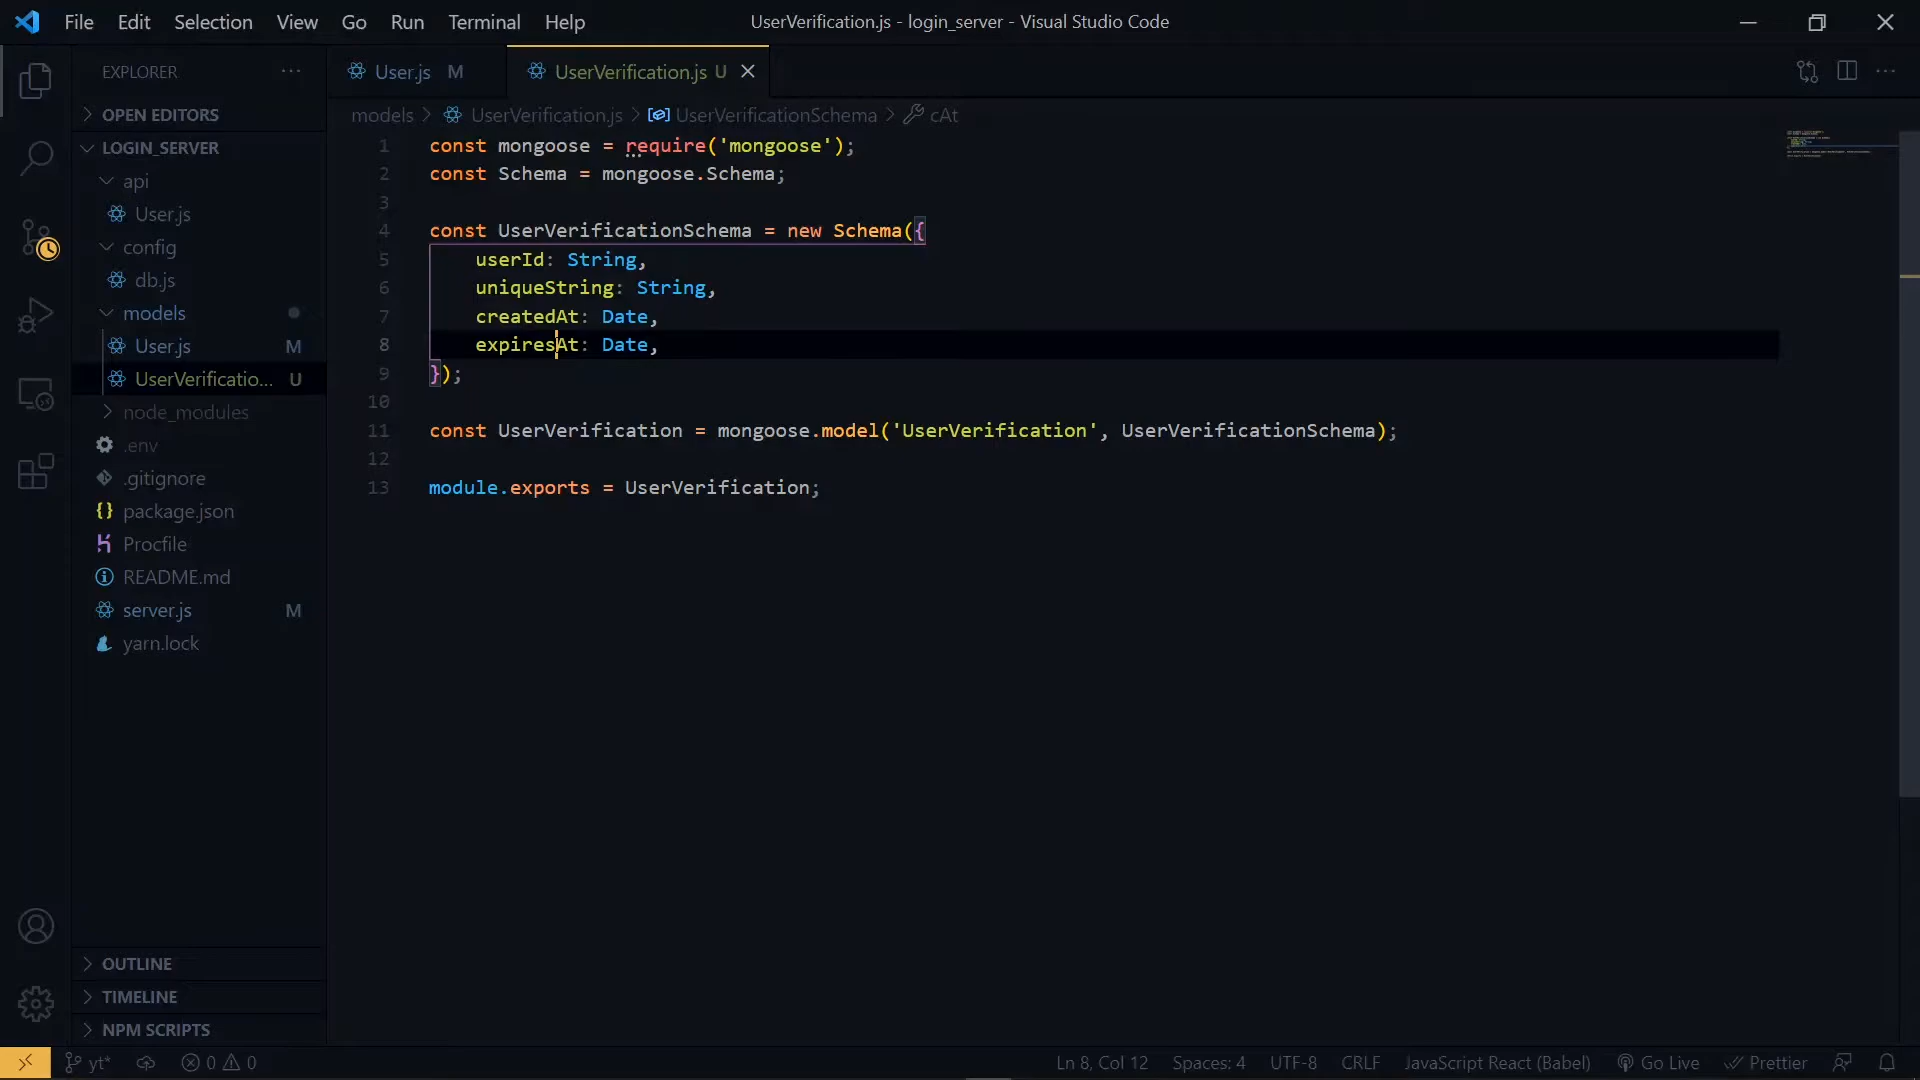 File Edit Selection View Go Run Terminal Help UserVerification.js - login_server - Visual Studio Code
EXPLORER
User.js M
UserVerification.js U
OPEN EDITORS
LOGIN_SERVER
api
User.js
config
db.js
models
User.js M
UserVerificatio... U
node_modules
.env
.gitignore
package.json
Procfile
README.md
server.js M
yarn.lock
OUTLINE
TIMELINE
NPM SCRIPTS
models > UserVerification.js > UserVerificationSchema > cAt
1 const mongoose = require('mongoose');
2 const Schema = mongoose.Schema;
3
4 const UserVerificationSchema = new Schema({
5 userId: String,
6 uniqueString: String,
7 createdAt: Date,
8 expiresAt: Date,
9 });
10
11 const UserVerification = mongoose.model('UserVerification', UserVerificationSchema);
12
13 module.exports = UserVerification;
yt* 0 0 Ln 8, Col 12 Spaces: 4 UTF-8 CRLF JavaScript React (Babel) Go Live Prettier